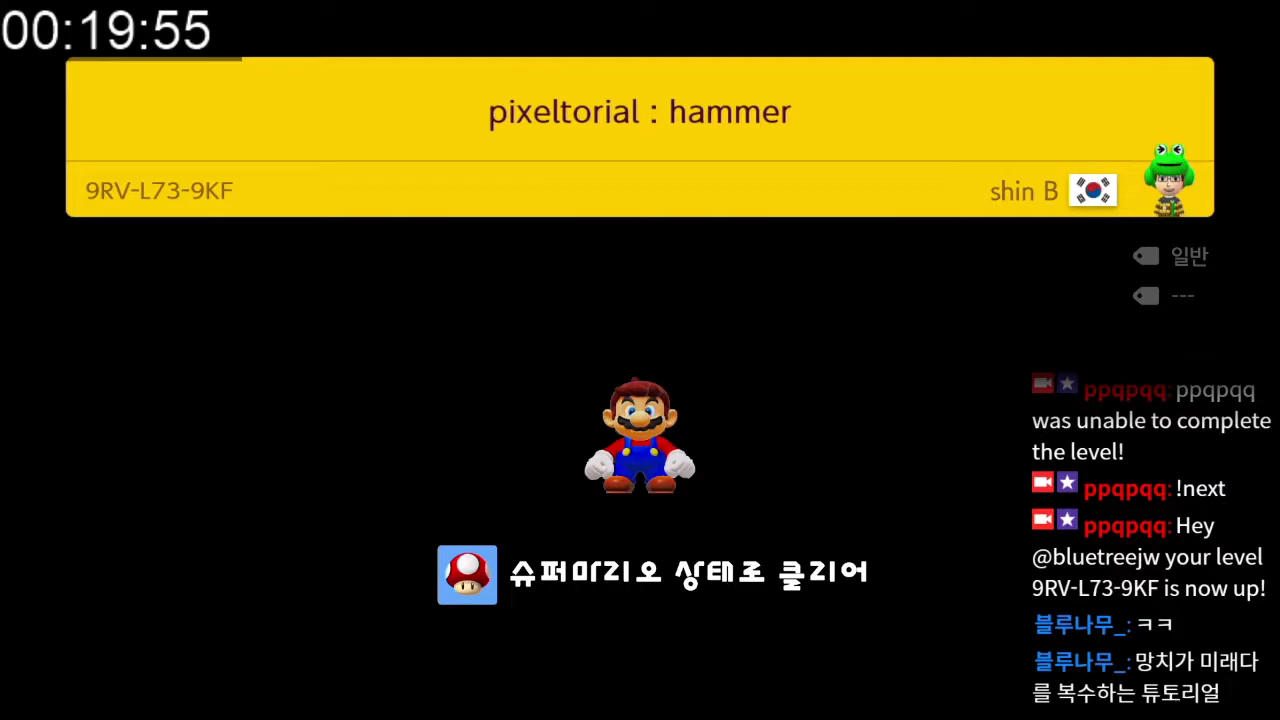 00:19:55
pixeltorial : hammer
9RV-L73-9KF
shin B
일반
---
슈퍼마리오 상태로 클리어
ppqpqq: ppqpqq
was unable to complete
the level!
ppqpqq: !next
ppqpqq: Hey
@bluetreejw your level
9RV-L73-9KF is now up!
블루나무_: ㅋㅋ
블루나무_: 망치가 미래다
를 복수하는 튜토리얼